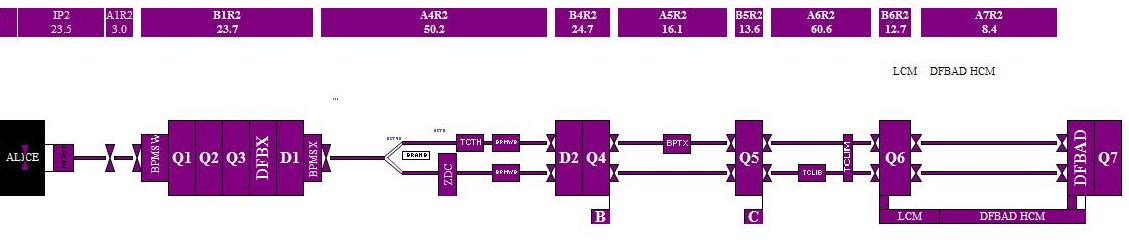 IP2
23.5
A1R2
3.0
B1R2
23.7
A4R2
50.2
B4R2
24.7
A5R2
16.1
B5R2
13.6
A6R2
60.6
B6R2
12.7
A7R2
8.4
LCM DFBAD HCM
...
ALICE
BPMSW
Q1
Q2
Q3
DFBX
D1
BPMSX
BRAND
ZDC
TCTH
BPMWB
BPMWB
D2
Q4
B
BPTX
Q5
C
TCLIB
TCLIM
Q6
LCM
DFBAD HCM
DFBAD
Q7